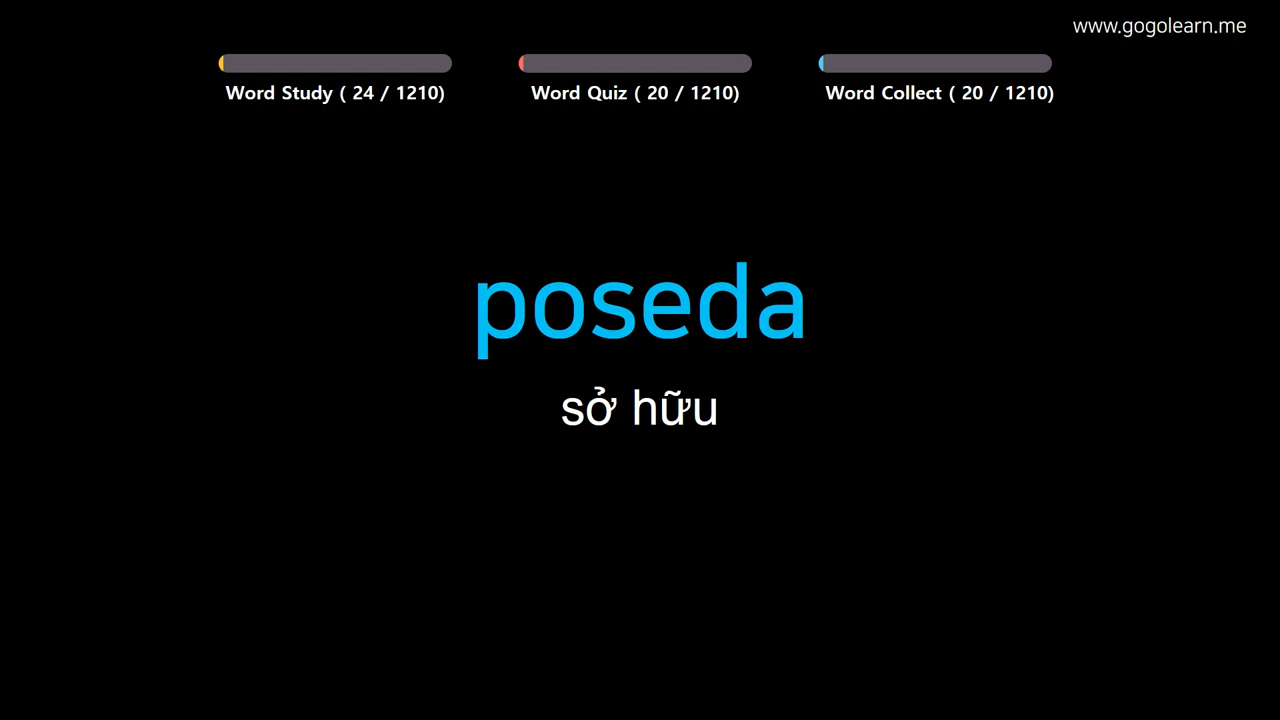 www.gogolearn.me
Word Study ( 24 / 1210)
Word Quiz ( 20 / 1210)
Word Collect ( 20 / 1210)
poseda
sở hữu